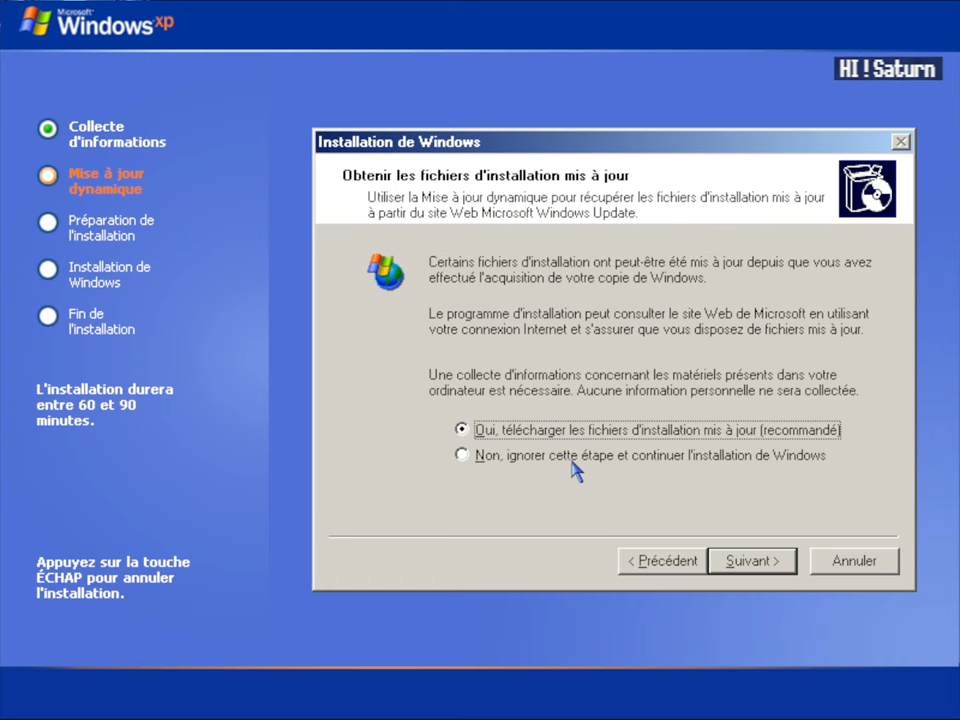 Microsoft®
Windows xp
HI!Saturn
Collecte
d'informations
Mise à jour
dynamique
Préparation de
l'installation
Installation de
Windows
Fin de
l'installation
L'installation durera
entre 60 et 90
minutes.
Appuyez sur la touche
ÉCHAP pour annuler
l'installation.
Installation de Windows
Obtenir les fichiers d'installation mis à jour
Utiliser la Mise à jour dynamique pour récupérer les fichiers d'installation mis à jour
à partir du site Web Microsoft Windows Update.
Certains fichiers d'installation ont peut-être été mis à jour depuis que vous avez
effectué l'acquisition de votre copie de Windows.
Le programme d'installation peut consulter le site Web de Microsoft en utilisant
votre connexion Internet et s'assurer que vous disposez de fichiers mis à jour.
Une collecte d'informations concernant les matériels présents dans votre
ordinateur est nécessaire. Aucune information personnelle ne sera collectée.
Oui, télécharger les fichiers d'installation mis à jour (recommandé)
Non, ignorer cette étape et continuer l'installation de Windows
< Précédent
Suivant >
Annuler